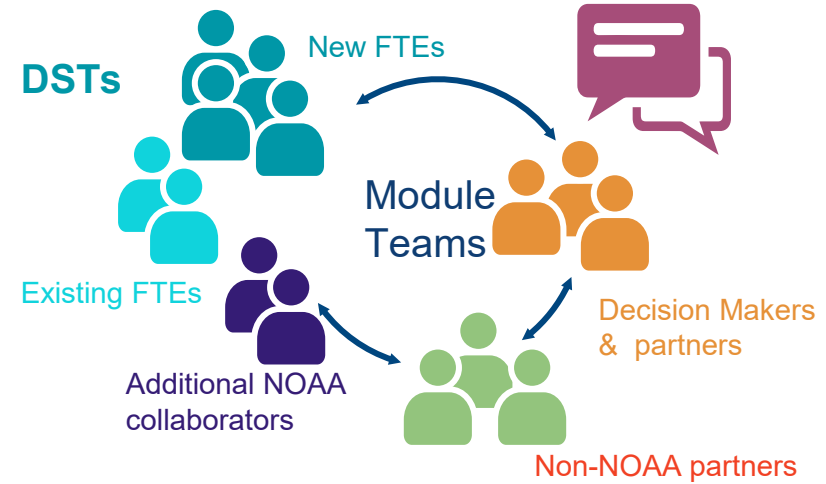 New FTEs
DSTs
Module
Teams
Existing FTEs
Decision Makers
& partners
Additional NOAA
collaborators
Non-NOAA partners